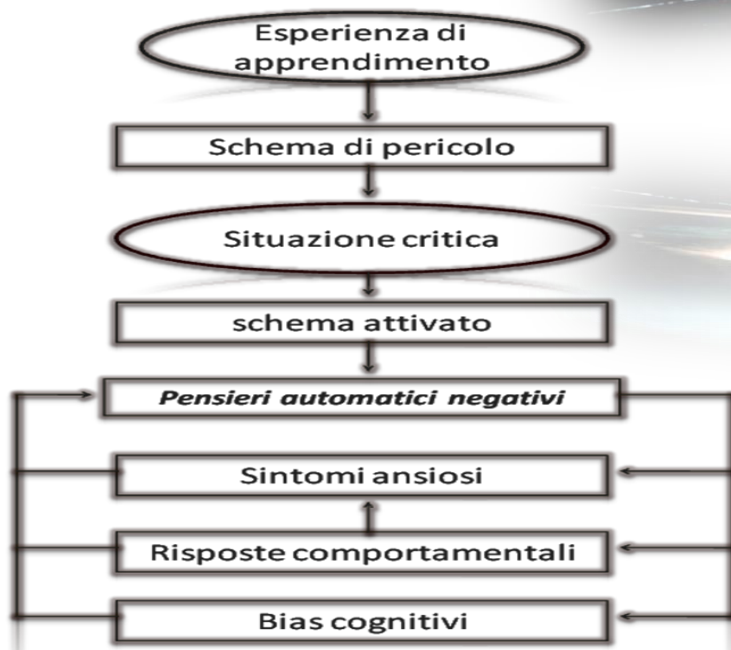 Esperienza di
apprendimento
Schema di pericolo
Situazione critica
schema attivato
Pensieri automatici negativi
Sintomi ansiosi
Risposte comportamentali
Bias cognitivi